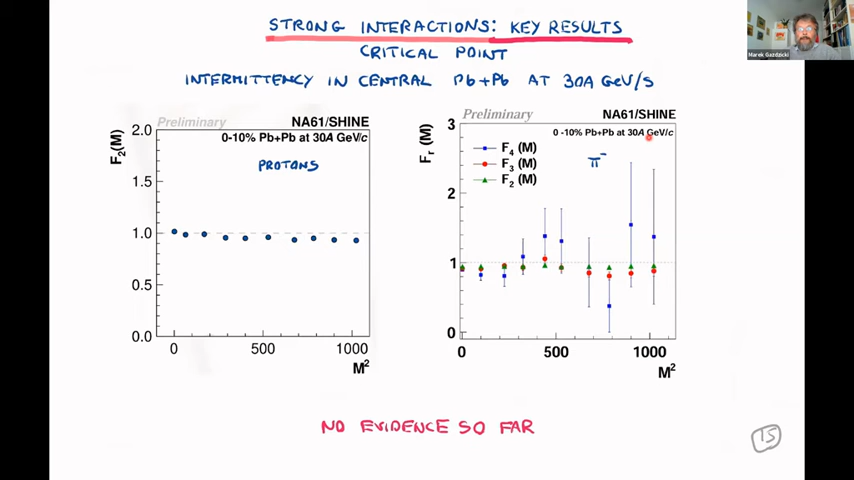 STRONG INTERACTIONS: KEY RESULTS
CRITICAL POINT
INTERMITTENCY IN CENTRAL Pb+Pb AT 30A GeV/S
Marek Gazdzicki
Preliminary NA61/SHINE
0-10% Pb+Pb at 30A GeV/c
PROTONS
F2(M)
2.0
1.5
1.0
0.5
0.0
0 500 1000
M²
Preliminary NA61/SHINE
0 -10% Pb+Pb at 30A GeV/c
F4 (M)
F3 (M)
F2 (M)
π⁻
Fr (M)
3
2
1
0
0 500 1000
M²
NO EVIDENCE SO FAR
15